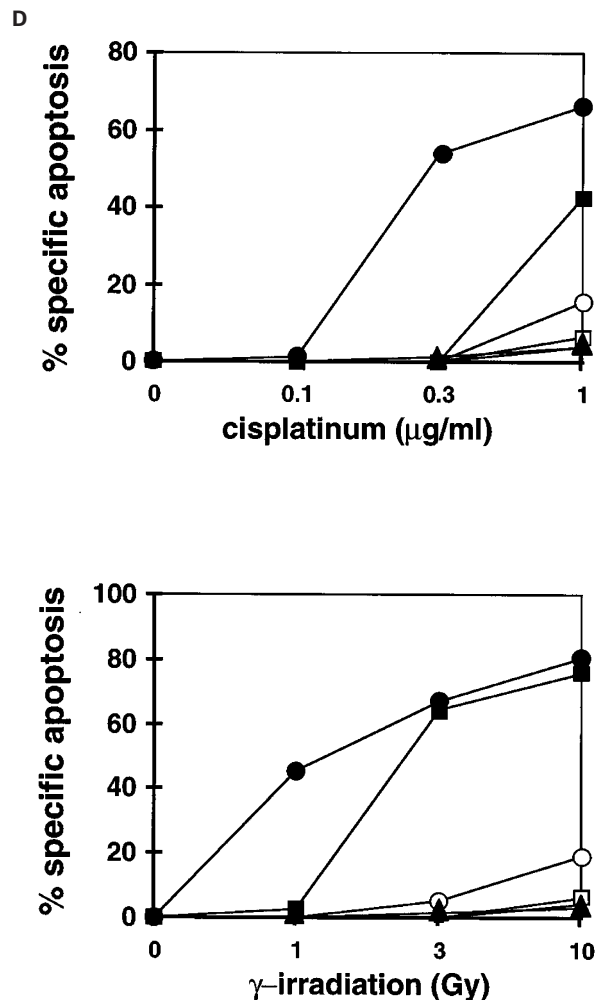 D
% specific apoptosis
80
60
40
20
0
0 0.1 0.3 1
cisplatinum (μg/ml)
% specific apoptosis
100
80
60
40
20
0
0 1 3 10
γ–irradiation (Gy)